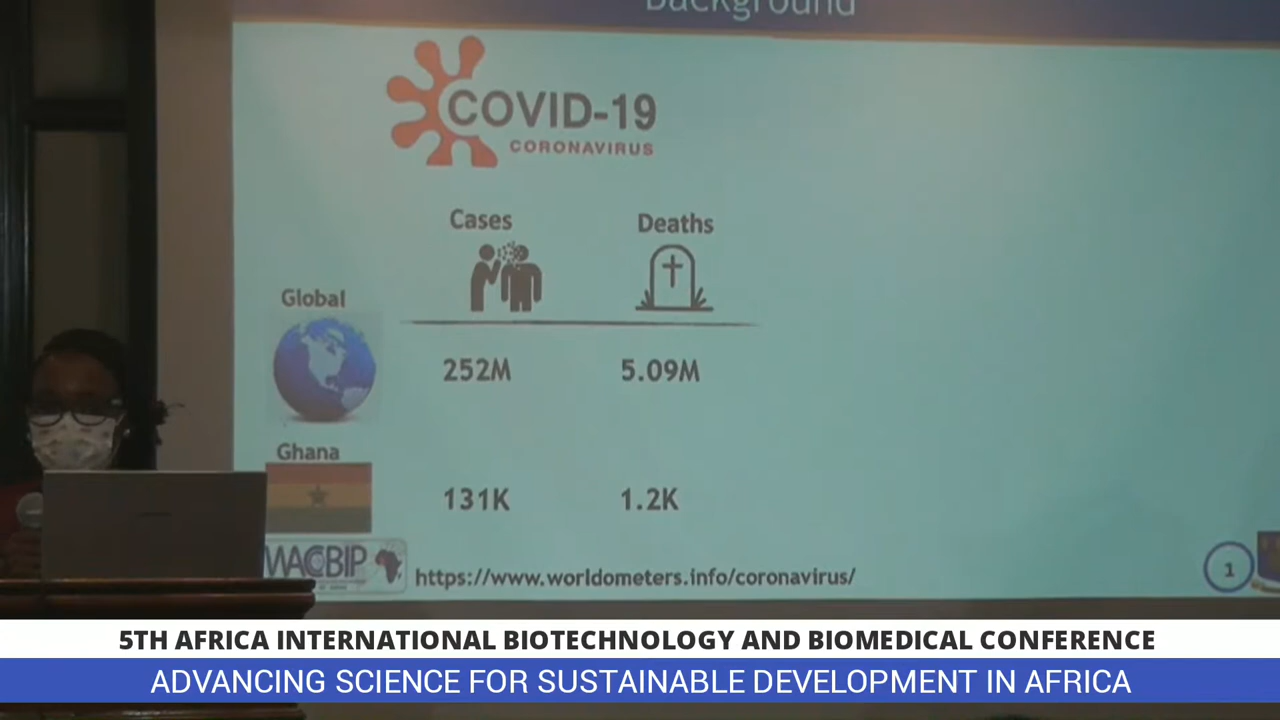 Background
COVID-19
CORONAVIRUS
Cases Deaths
Global
252M 5.09M
Ghana
131K 1.2K
https://www.worldometers.info/coronavirus/
1
5TH AFRICA INTERNATIONAL BIOTECHNOLOGY AND BIOMEDICAL CONFERENCE
ADVANCING SCIENCE FOR SUSTAINABLE DEVELOPMENT IN AFRICA